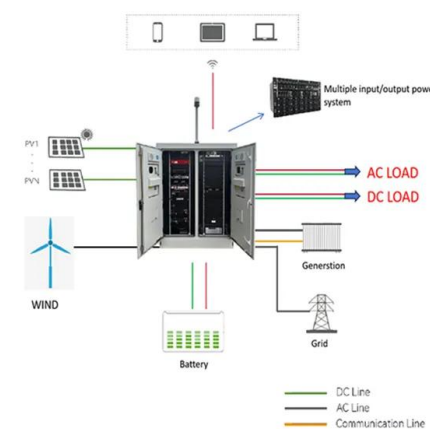 Multiple input/output powe
system
PV1
PVN
AC LOAD
DC LOAD
WIND
Generstion
Battery
Grid
DC Line
AC Line
Communication Line